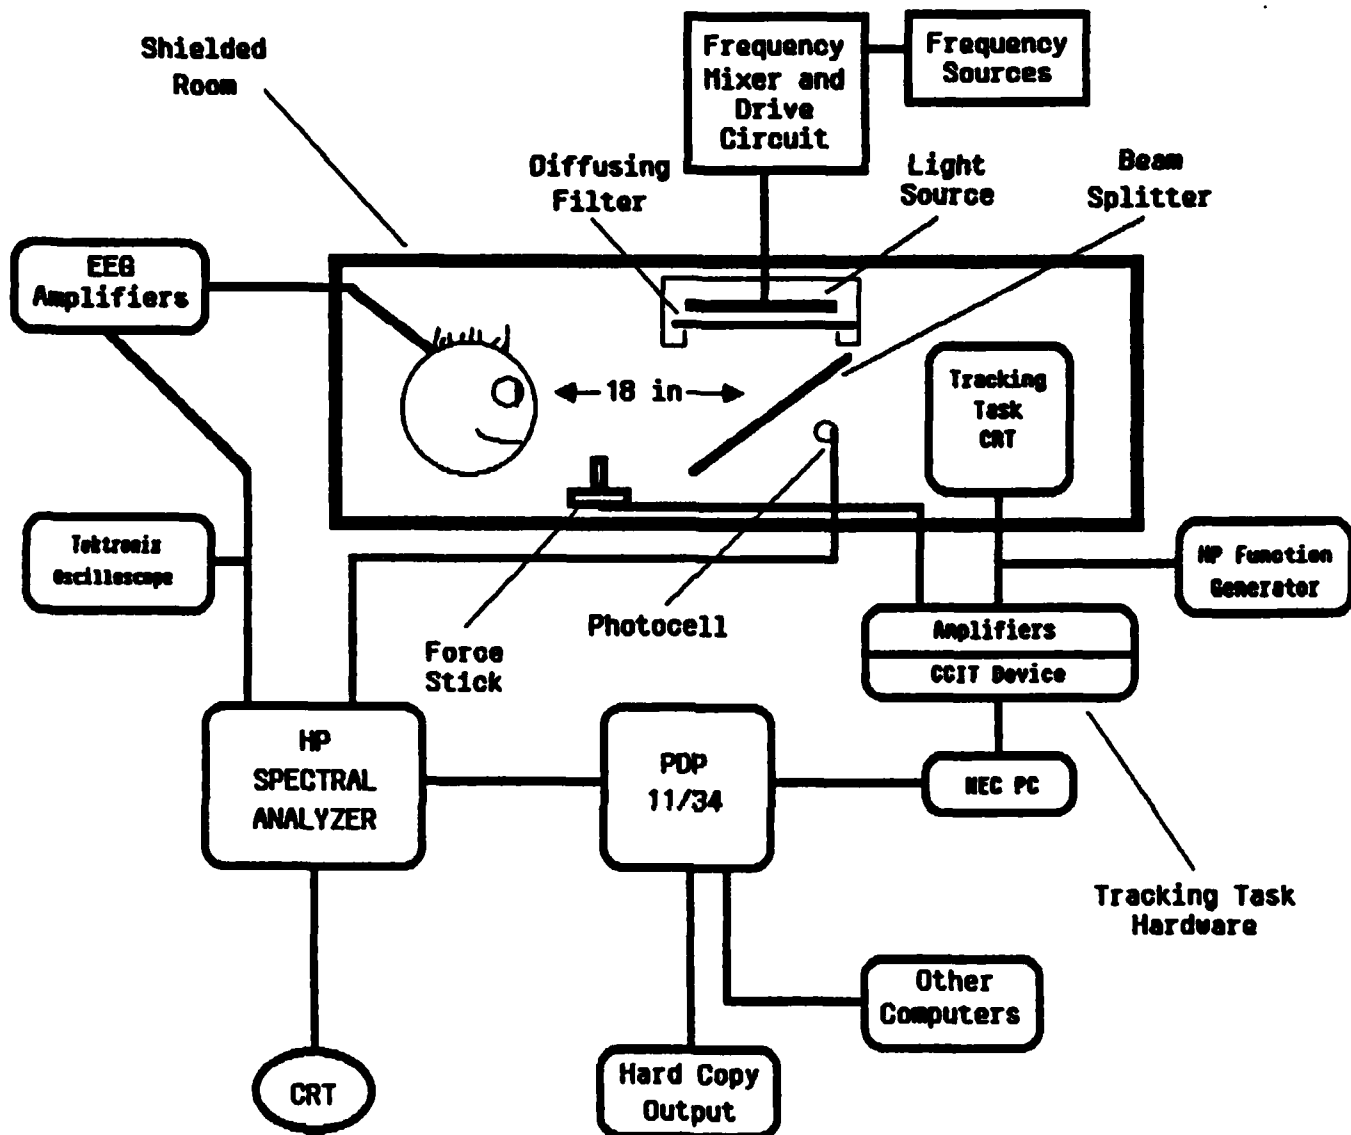 Shielded
Room
Frequency
Mixer and
Drive
Circuit
Frequency
Sources
Diffusing
Filter
Light
Source
Beam
Splitter
EEG
Amplifiers
18 in
Tracking
Task
CRT
Tektronix
Oscilloscope
HP Function
Generator
Photocell
Force
Stick
Amplifiers
CCIT Device
HP
SPECTRAL
ANALYZER
PDP
11/34
NEC PC
Tracking Task
Hardware
Other
Computers
CRT
Hard Copy
Output